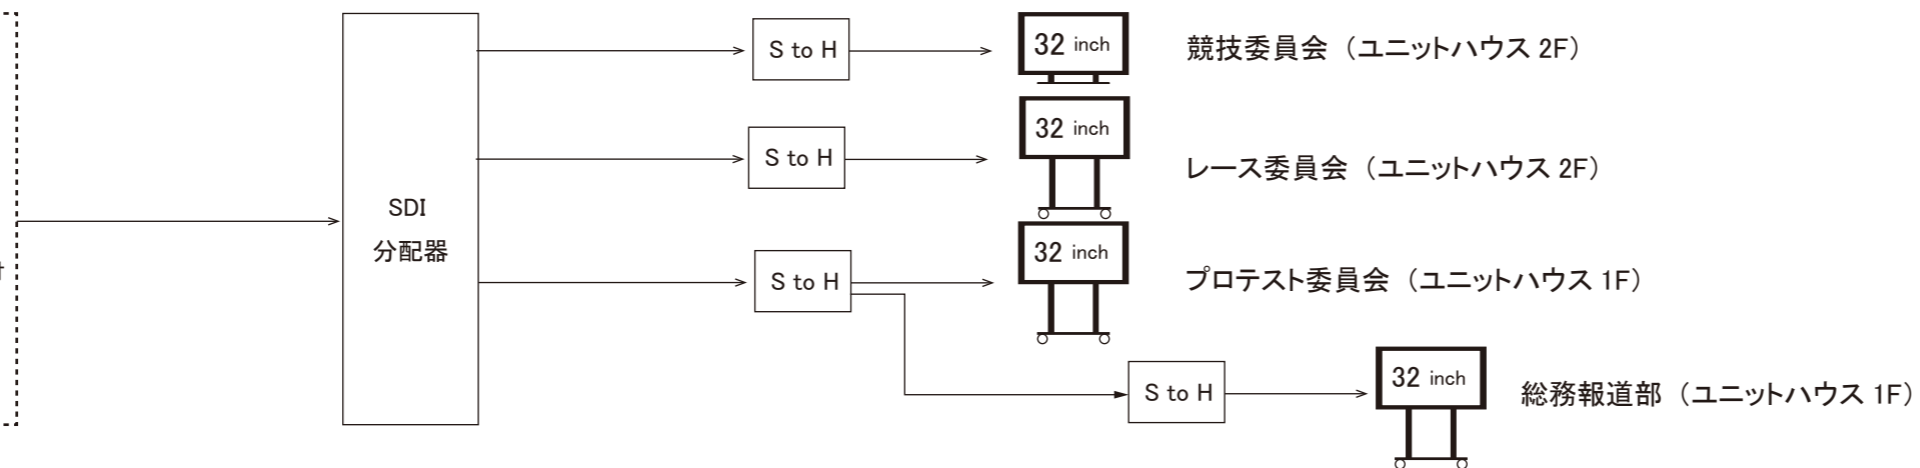 S to H
32 inch
競技委員会（ユニットハウス 2F）
S to H
32 inch
レース委員会（ユニットハウス 2F）
SDI
分配器
S to H
32 inch
プロテスト委員会（ユニットハウス 1F）
S to H
32 inch
総務報道部（ユニットハウス 1F）